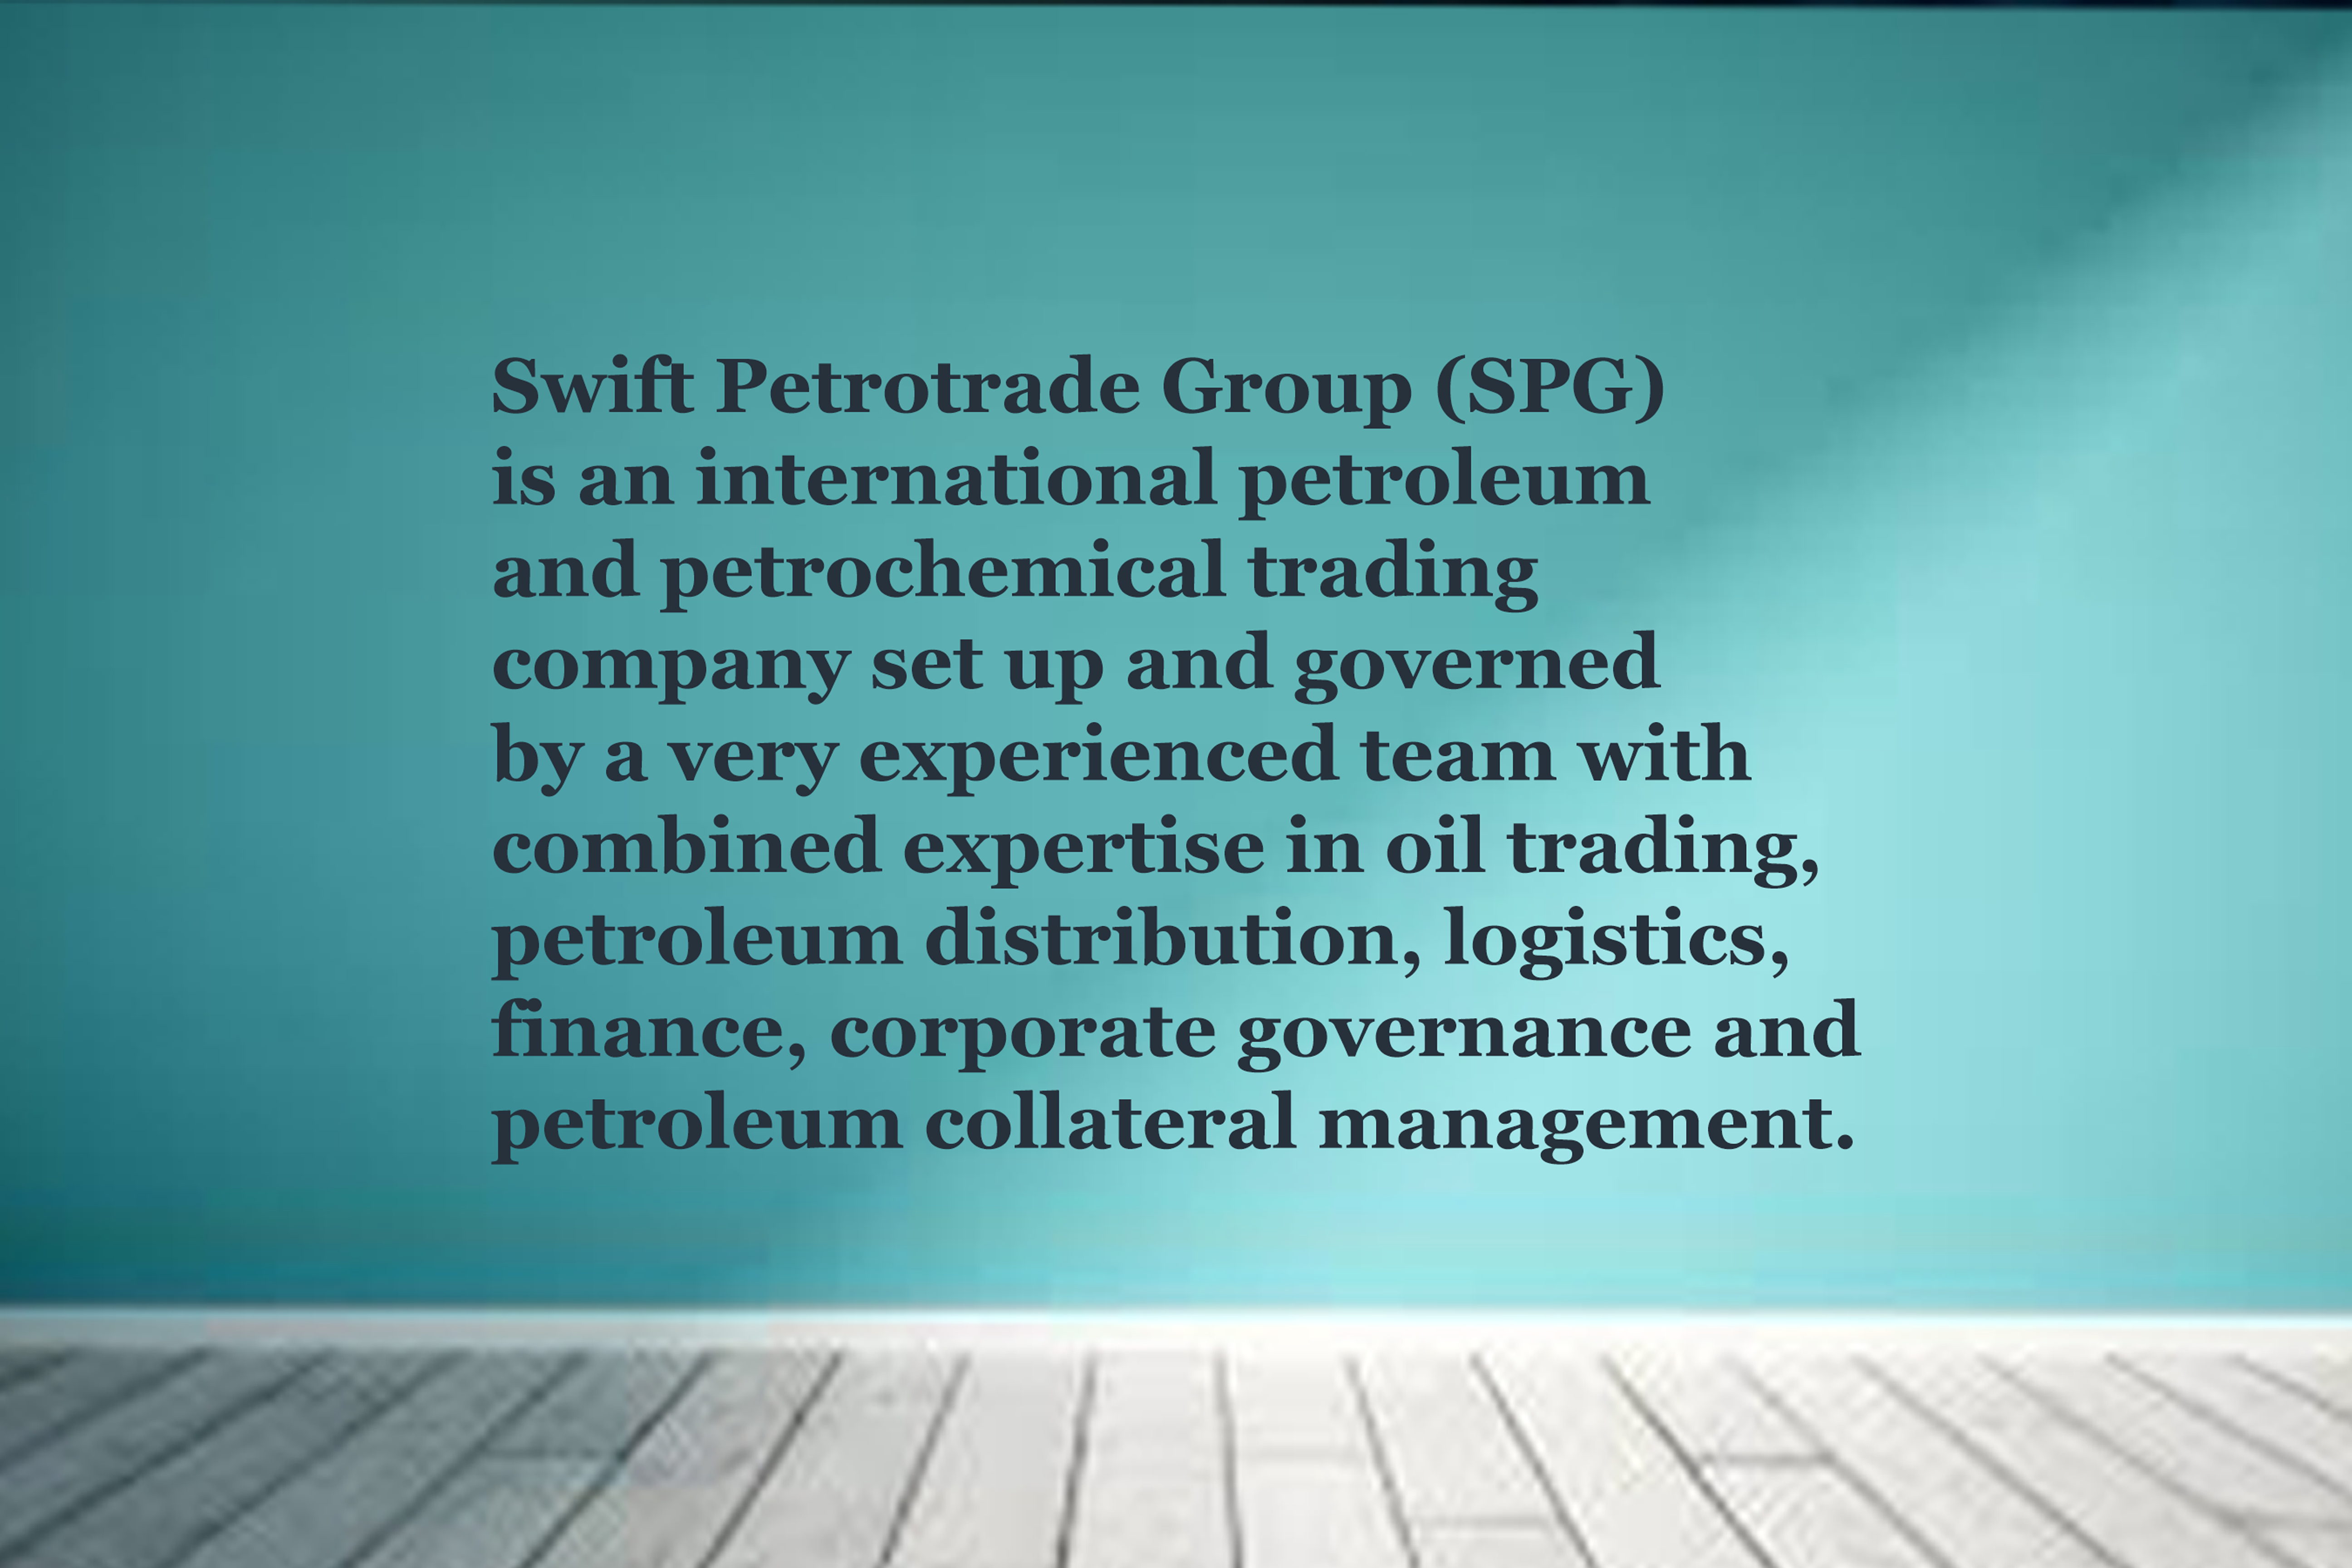 Swift Petrotrade Group (SPG)
is an international petroleum
and petrochemical trading
company set up and governed
by a very experienced team with
combined expertise in oil trading,
petroleum distribution, logistics,
finance, corporate governance and
petroleum collateral management.